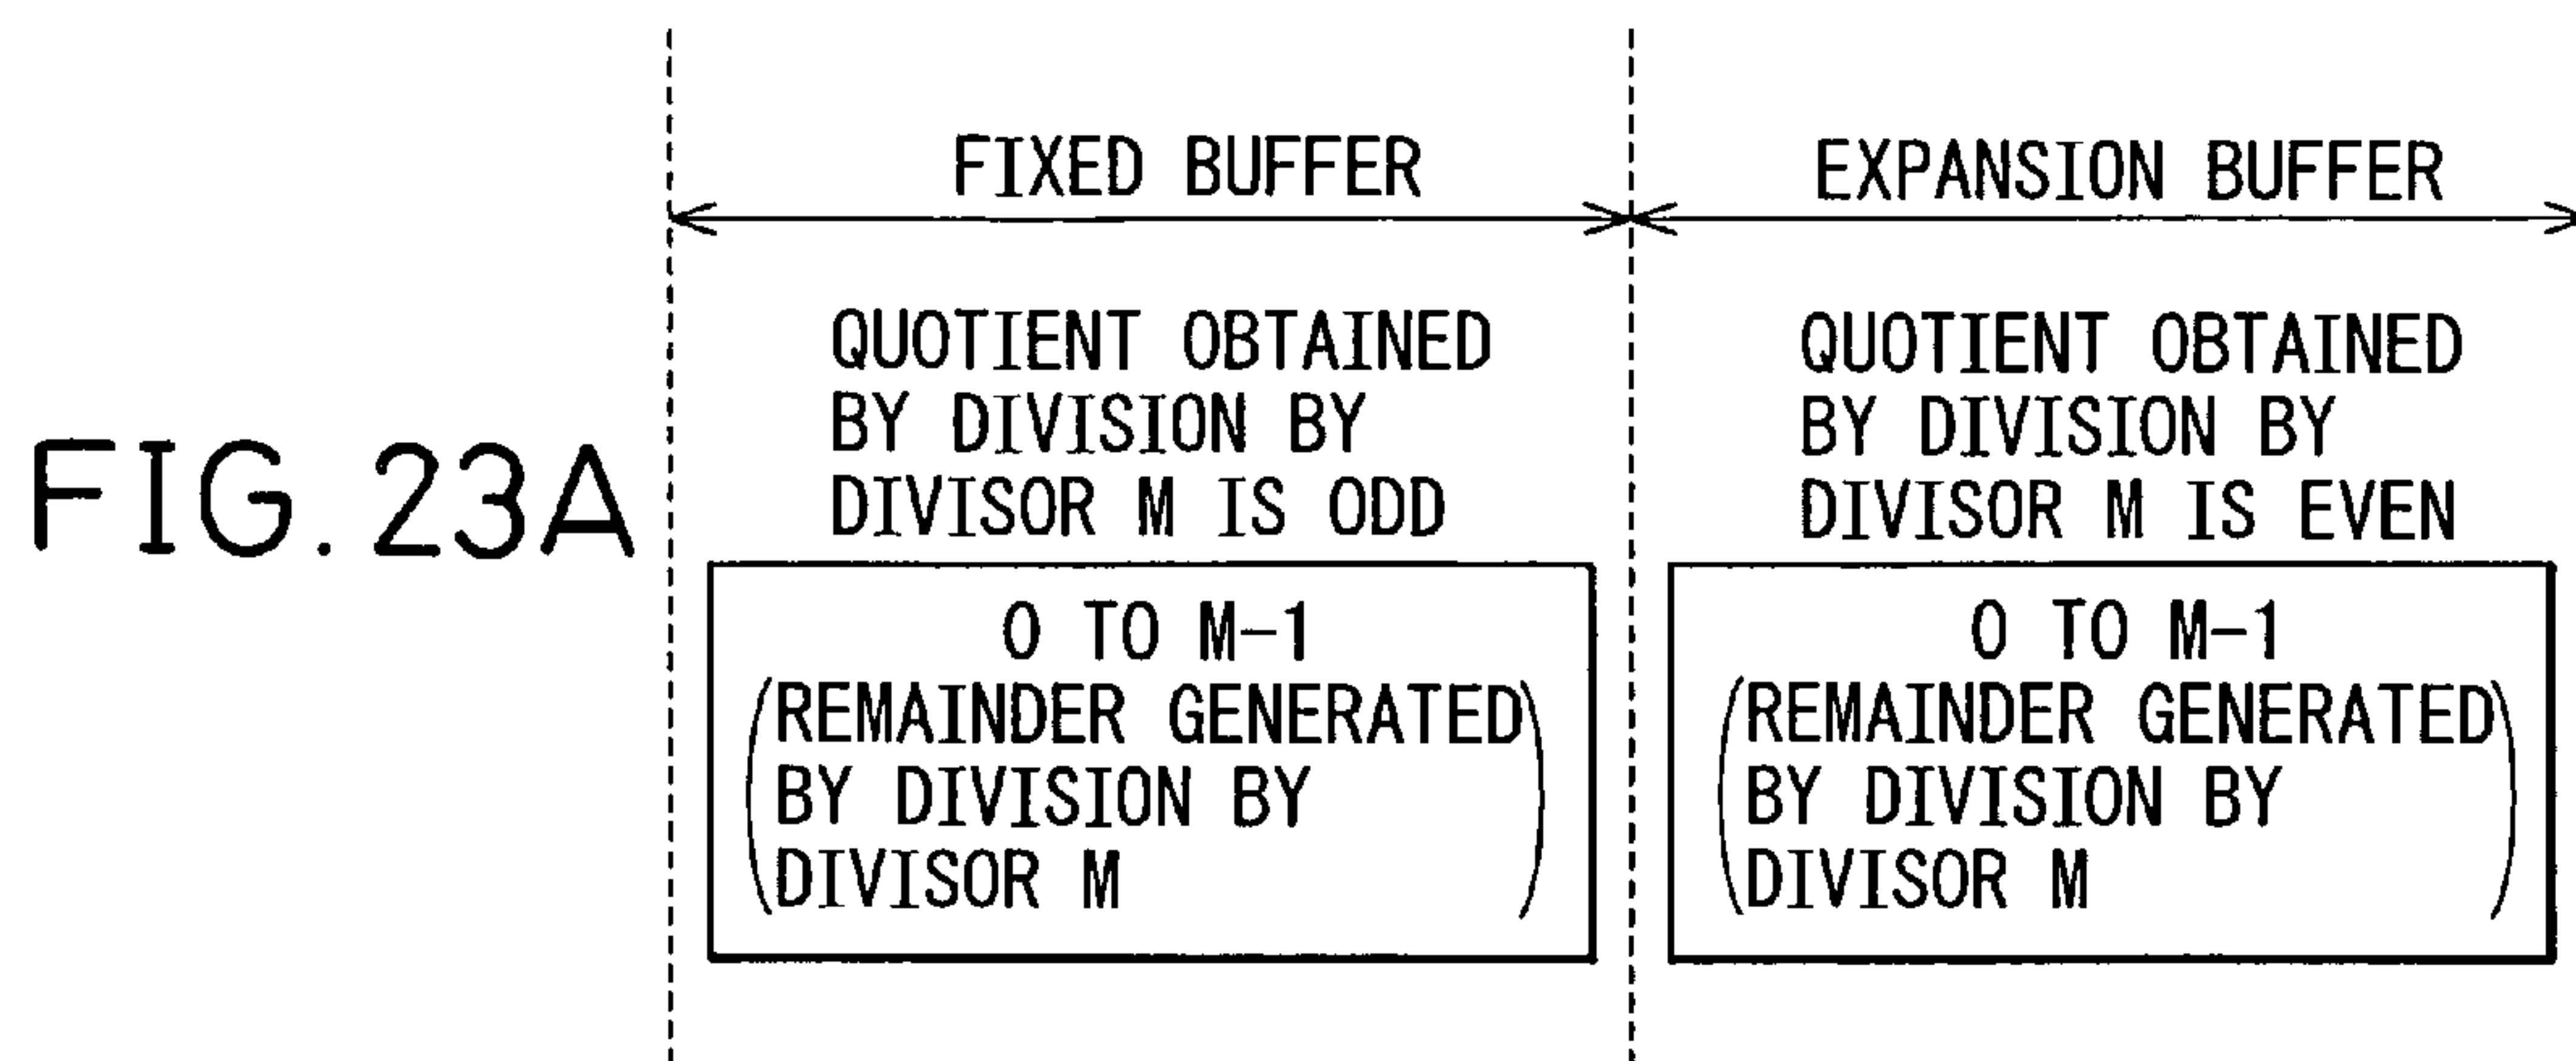 FIG. 23A
FIXED BUFFER
QUOTIENT OBTAINED
BY DIVISION BY
DIVISOR M IS ODD
0 TO M-1
(REMAINDER GENERATED
BY DIVISION BY
DIVISOR M)
EXPANSION BUFFER
QUOTIENT OBTAINED
BY DIVISION BY
DIVISOR M IS EVEN
0 TO M-1
(REMAINDER GENERATED
BY DIVISION BY
DIVISOR M)